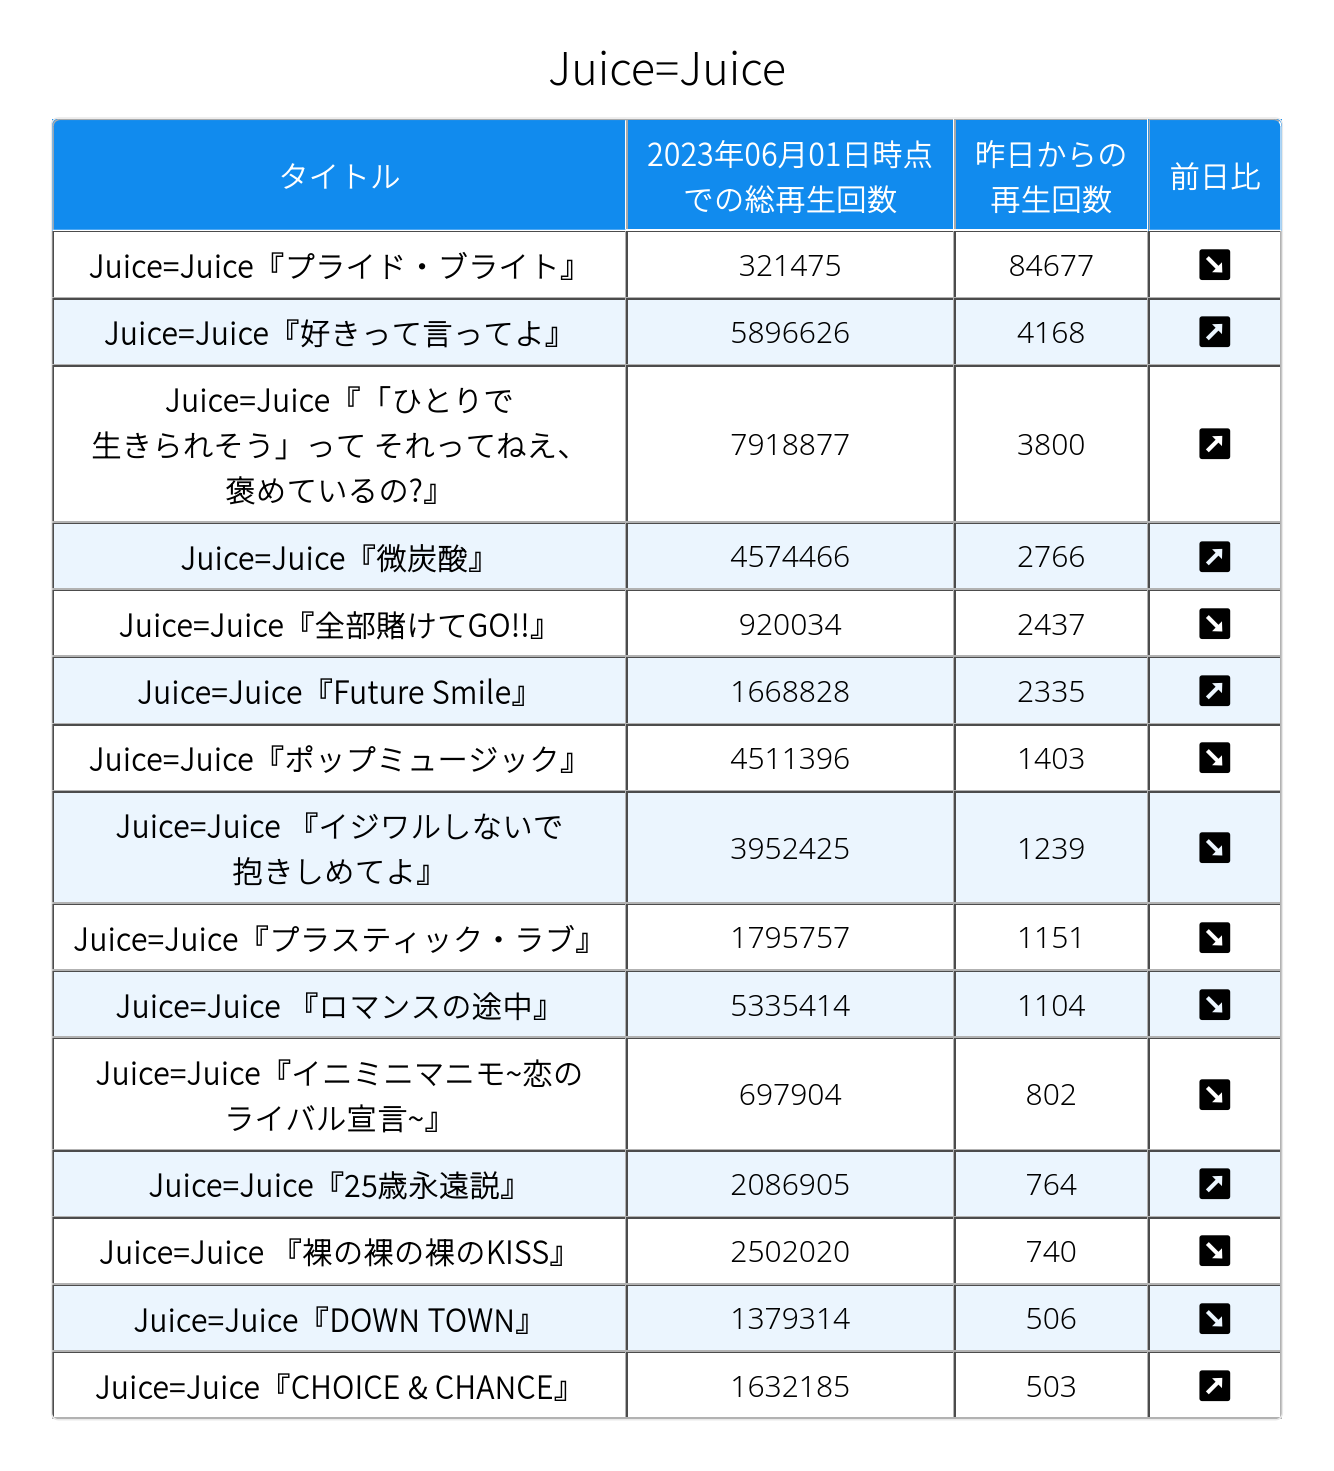 Juice=Juice
タイトル
2023年06月01日時点
での総再生回数
昨日からの
再生回数
前日比
Juice=Juice『プライド・ブライト』 321475 84677 ↘
Juice=Juice『好きって言ってよ』 5896626 4168 ↗
Juice=Juice『「ひとりで
生きられそう」って それってねえ、
褒めているの?』
7918877 3800 ↗
Juice=Juice『微炭酸』 4574466 2766 ↗
Juice=Juice『全部賭けてGO!!』 920034 2437 ↘
Juice=Juice『Future Smile』 1668828 2335 ↗
Juice=Juice『ポップミュージック』 4511396 1403 ↘
Juice=Juice 『イジワルしないで
抱きしめてよ』
3952425 1239 ↘
Juice=Juice『プラスティック・ラブ』 1795757 1151 ↘
Juice=Juice 『ロマンスの途中』 5335414 1104 ↘
Juice=Juice『イニミニマニモ~恋の
ライバル宣言~』
697904 802 ↘
Juice=Juice『25歳永遠説』 2086905 764 ↗
Juice=Juice 『裸の裸の裸のKISS』 2502020 740 ↘
Juice=Juice『DOWN TOWN』 1379314 506 ↘
Juice=Juice『CHOICE & CHANCE』 1632185 503 ↗